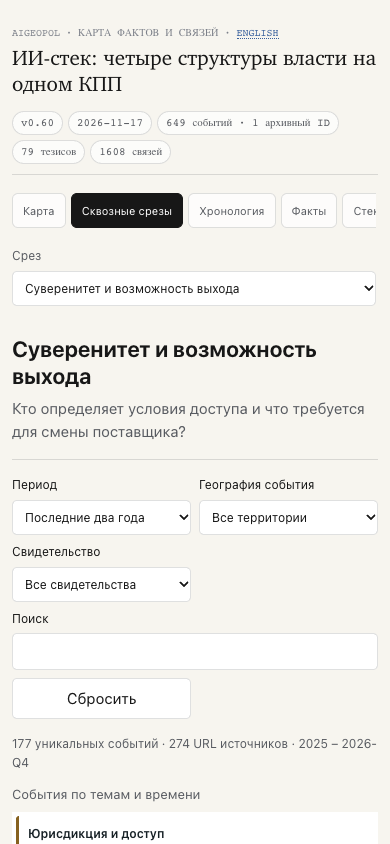 AIGEOPOL · КАРТА ФАКТОВ И СВЯЗЕЙ · ENGLISH
ИИ-стек: четыре структуры власти на
одном КПП
v0.60
2026—11—17
649 событий · 1 архивный ID
79 тезисов
1608 связей
Карта
Сквозные срезы
Хронология
Факты
Срез
Суверенитет и возможность выхода
Суверенитет и возможность
выхода
Кто определяет условия доступа и что требуется
для смены поставщика?
Период
География события
Последние два года
Все территории
Свидетельство
Все свидетельства
Поиск
Сбросить
177 уникальных событий · 274 URL источников · 2025 – 2026-
Q4
События по темам и времени
Юрисдикция и доступ